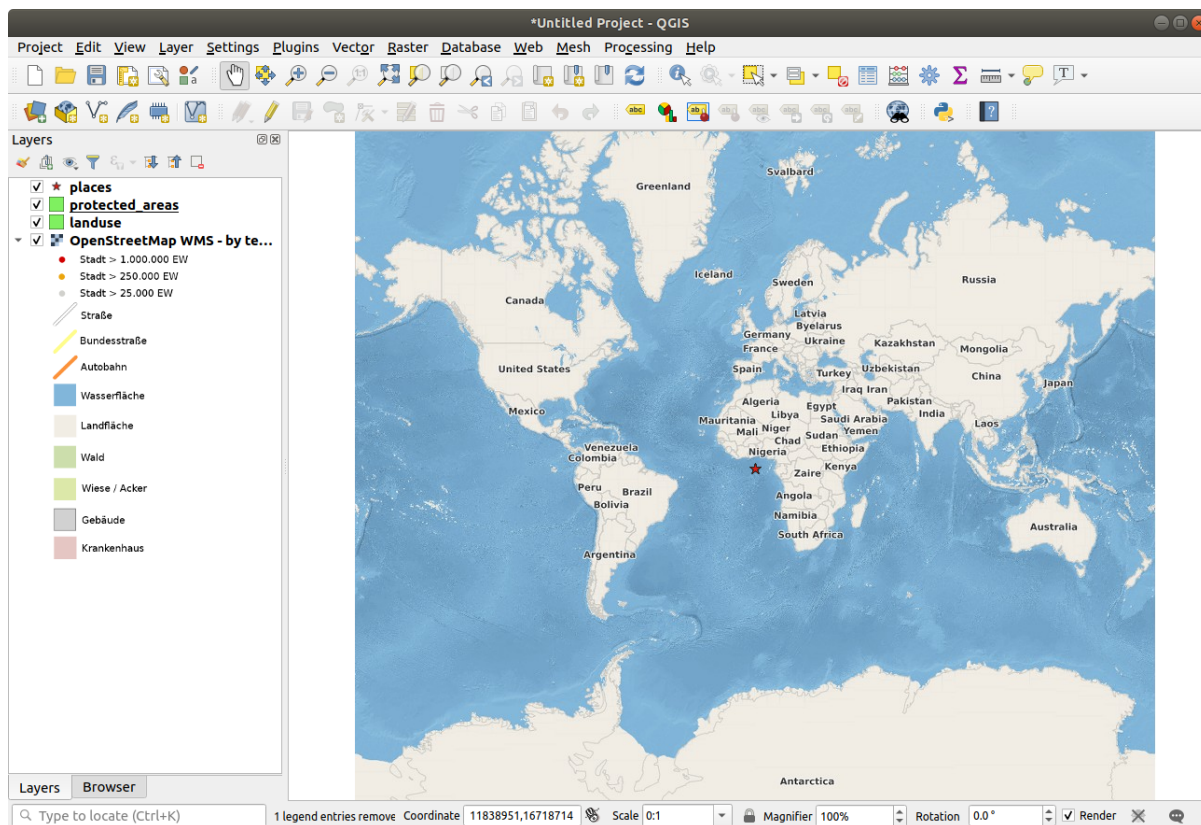 *Untitled Project - QGIS
Project Edit View Layer Settings Plugins Vector Raster Database Web Mesh Processing Help
Layers
places
protected_areas
landuse
OpenStreetMap WMS - by te...
Stadt > 1.000.000 EW
Stadt > 250.000 EW
Stadt > 25.000 EW
Straße
Bundesstraße
Autobahn
Wasserfläche
Landfläche
Wald
Wiese / Acker
Gebäude
Krankenhaus
Layers Browser
Svalbard
Greenland
Iceland
Sweden
Russia
Canada
Latvia
Byelarus
Germany
Ukraine
France
Kazakhstan
Mongolia
United States
Spain
Turkey
Uzbekistan
China
Japan
Iraq Iran
Algeria
Egypt
Pakistan
Mexico
Libya
India
Mauritania
Saudi Arabia
Laos
Mali
Niger
Yemen
Chad
Sudan
Venezuela
Nigeria
Ethiopia
Colombia
Zaire
Kenya
Peru
Brazil
Angola
Bolivia
Namibia
Australia
South Africa
Argentina
Antarctica
Type to locate (Ctrl+K) 1 legend entries remove Coordinate 11838951,16718714 Scale 0:1 Magnifier 100% Rotation 0.0 ° Render